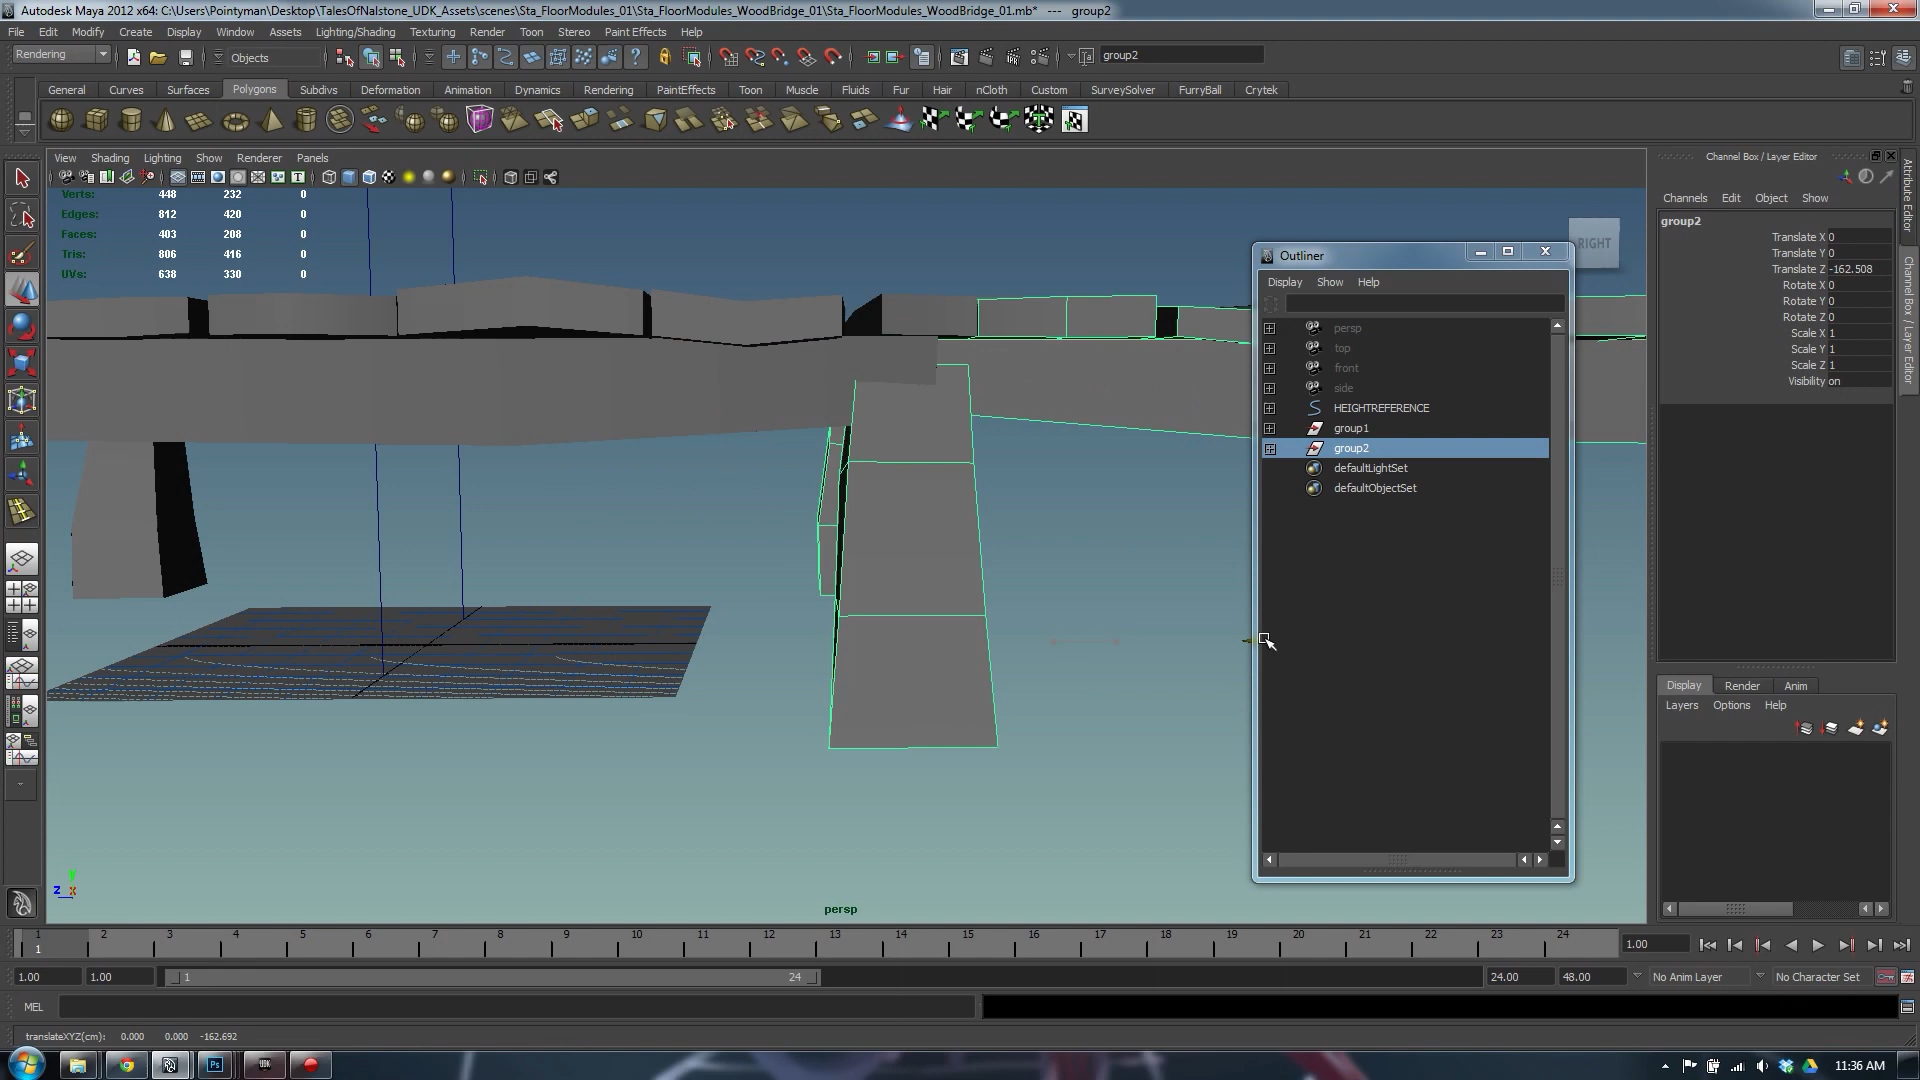 Autodesk Maya 2012 x64: C:\Users\Pointyman\Desktop\TalesOfNalstone_UDK_Assets\scenes\Sta_FloorModules_01\Sta_FloorModules_WoodBridge_01\Sta_FloorModules_WoodBridge_01.mb* --- group2
File Edit Modify Create Display Window Assets Lighting/Shading Texturing Render Toon Stereo Paint Effects Help
Rendering Objects group2
General Curves Surfaces Polygons Subdivs Deformation Animation Dynamics Rendering PaintEffects Toon Muscle Fluids Fur Hair nCloth Custom SurveySolver FurryBall Crytek
View Shading Lighting Show Renderer Panels
Verts: 448 232 0
Edges: 812 420 0
Faces: 403 208 0
Tris: 806 416 0
UVs: 638 330 0
RIGHT
Outliner
Display Show Help
persp
top
front
side
HEIGHTREFERENCE
group1
group2
defaultLightSet
defaultObjectSet
Channel Box / Layer Editor
Channels Edit Object Show
group2
Translate X 0
Translate Y 0
Translate Z -162.508
Rotate X 0
Rotate Y 0
Rotate Z 0
Scale X 1
Scale Y 1
Scale Z 1
Visibility on
Attribute Editor
Channel Box / Layer Editor
Display Render Anim
Layers Options Help
y
z x
persp
1 2 3 4 5 6 7 8 9 10 11 12 13 14 15 16 17 18 19 20 21 22 23 24
1
1.00
1.00 1.00 1 24 24.00 48.00 No Anim Layer No Character Set
MEL
translateXYZ(cm): 0.000 0.000 -162.692
Ps
UDK
11:36 AM